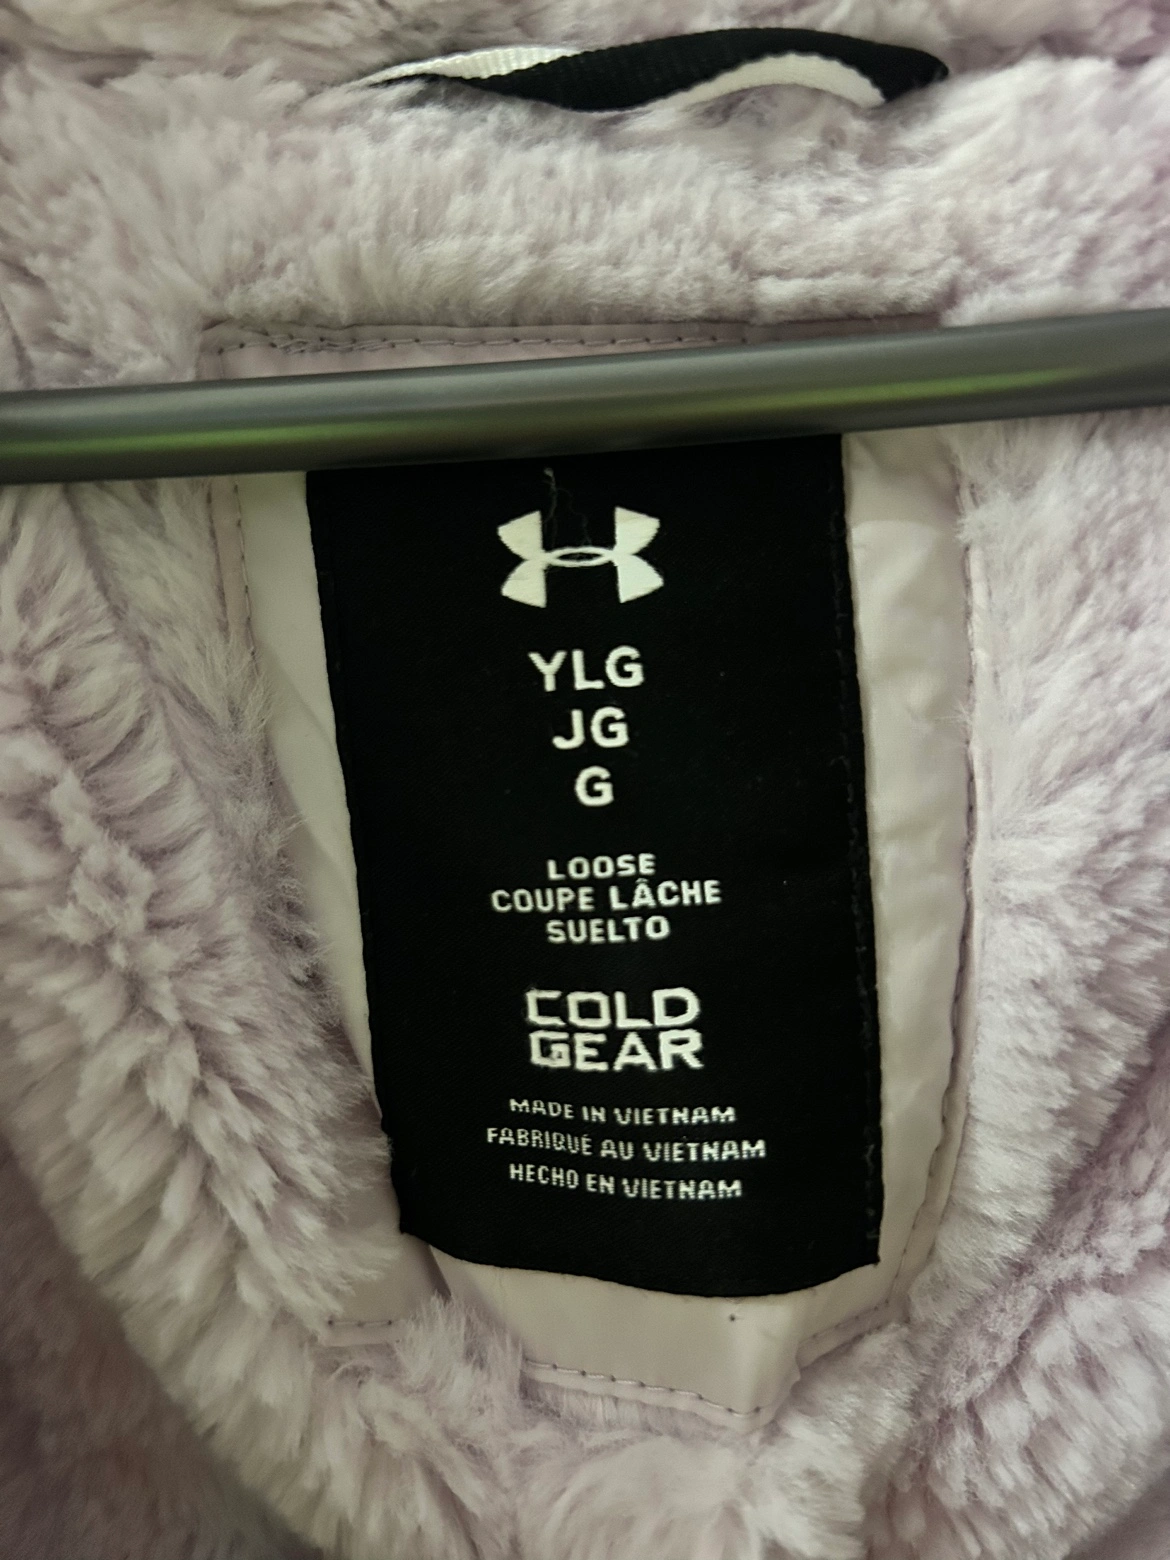 YLG
JG
G
LOOSE
COUPE LÂCHE
SUELTO
COLD
GEAR
MADE IN VIETNAM
FABRIQUÉ AU VIETNAM
HECHO EN VIETNAM